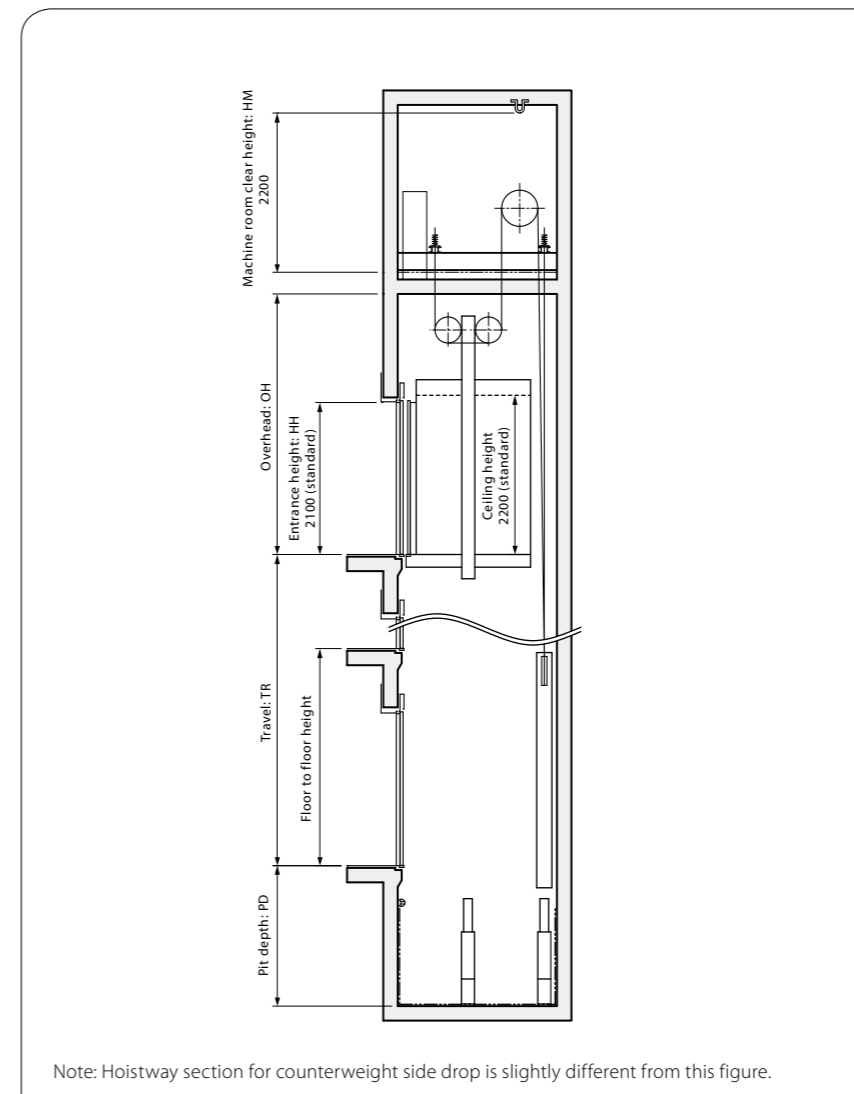 Machine room clear height: HM
2200
Overhead: OH
Entrance height: HH
2100 (standard)
Ceiling height
2200 (standard)
Travel: TR
Floor to floor height
Pit depth: PD
Note: Hoistway section for counterweight side drop is slightly different from this figure.